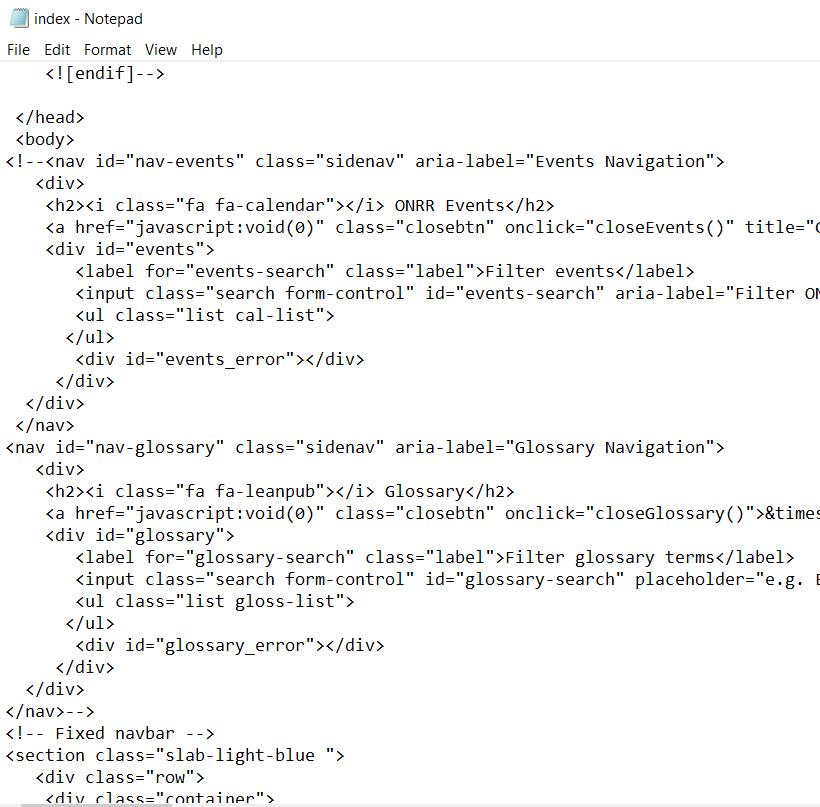 index - Notepad
File Edit Format View Help
<![endif]-->
</head>
<body>
<!--<nav id="nav-events" class="sidenav" aria-label="Events Navigation">
<div>
<h2><i class="fa fa-calendar"></i> ONRR Events</h2>
<a href="javascript:void(0)" class="closebtn" onclick="closeEvents()" title="
<div id="events">
<label for="events-search" class="label">Filter events</label>
<input class="search form-control" id="events-search" aria-label="Filter
<ul class="list cal-list">
</ul>
<div id="events_error"></div>
</div>
</div>
</nav>
<nav id="nav-glossary" class="sidenav" aria-label="Glossary Navigation">
<div>
<h2><i class="fa fa-leanpub"></i> Glossary</h2>
<a href="javascript:void(0)" class="closebtn" onclick="closeGlossary()">&times
<div id="glossary">
<label for="glossary-search" class="label">Filter glossary terms</label>
<input class="search form-control" id="glossary-search" placeholder="e.g.
<ul class="list gloss-list">
</ul>
<div id="glossary_error"></div>
</div>
</div>
</nav>-->
<!-- Fixed navbar -->
<section class="slab-light-blue ">
<div class="row">
<div class="container">